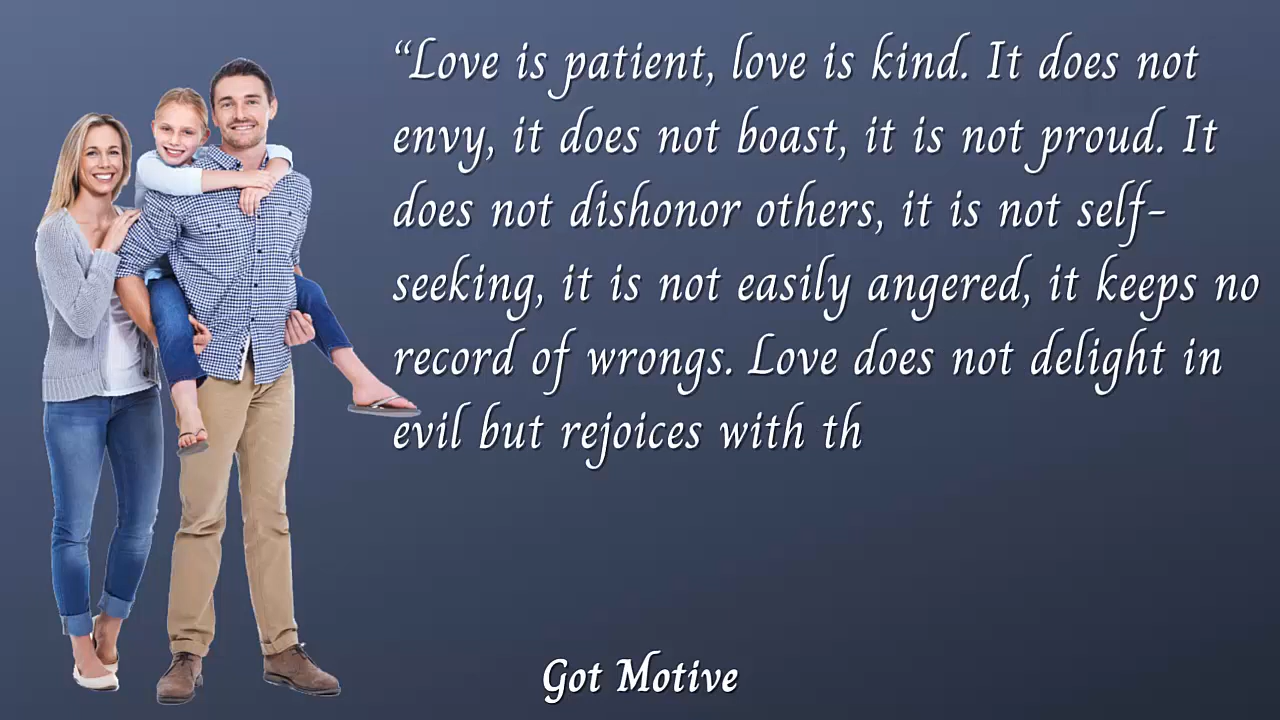 “Love is patient, love is kind. It does not
envy, it does not boast, it is not proud. It
does not dishonor others, it is not self-
seeking, it is not easily angered, it keeps no
record of wrongs. Love does not delight in
evil but rejoices with th
Got Motive